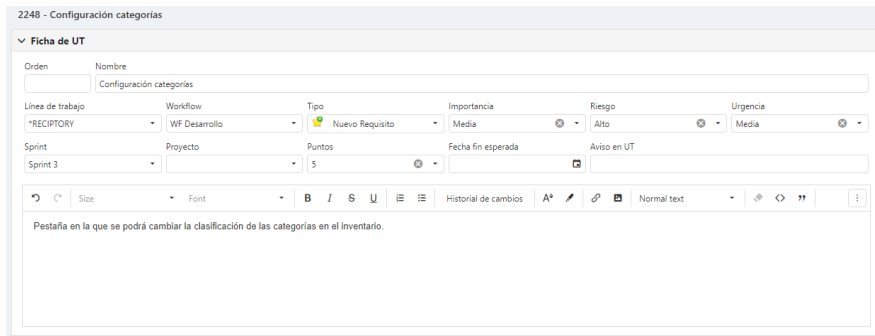 2248 - Configuración categorías
Ficha de UT
Orden Nombre
Configuración categorías
Línea de trabajo Workflow Tipo Importancia Riesgo Urgencia
*RECIPTORY WF Desarrollo Nuevo Requisito Media Alto Media
Sprint Proyecto Puntos Fecha fin esperada Aviso en UT
Sprint 3 5
Size Font B I S U Historial de cambios Normal text
Pestaña en la que se podrá cambiar la clasificación de las categorías en el inventario.